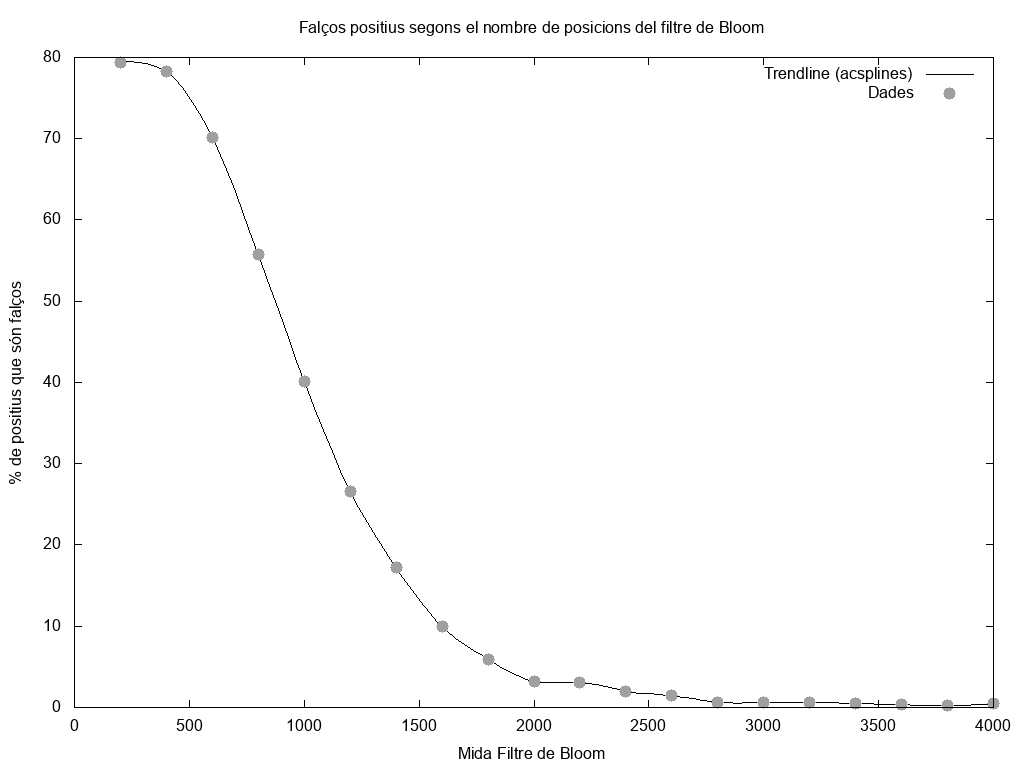 Falços positius segons el nombre de posicions del filtre de Bloom
Trendline (acsplines)
Dades
80
70
60
50
40
30
20
10
0
% de positius que són falços
0 500 1000 1500 2000 2500 3000 3500 4000
Mida Filtre de Bloom